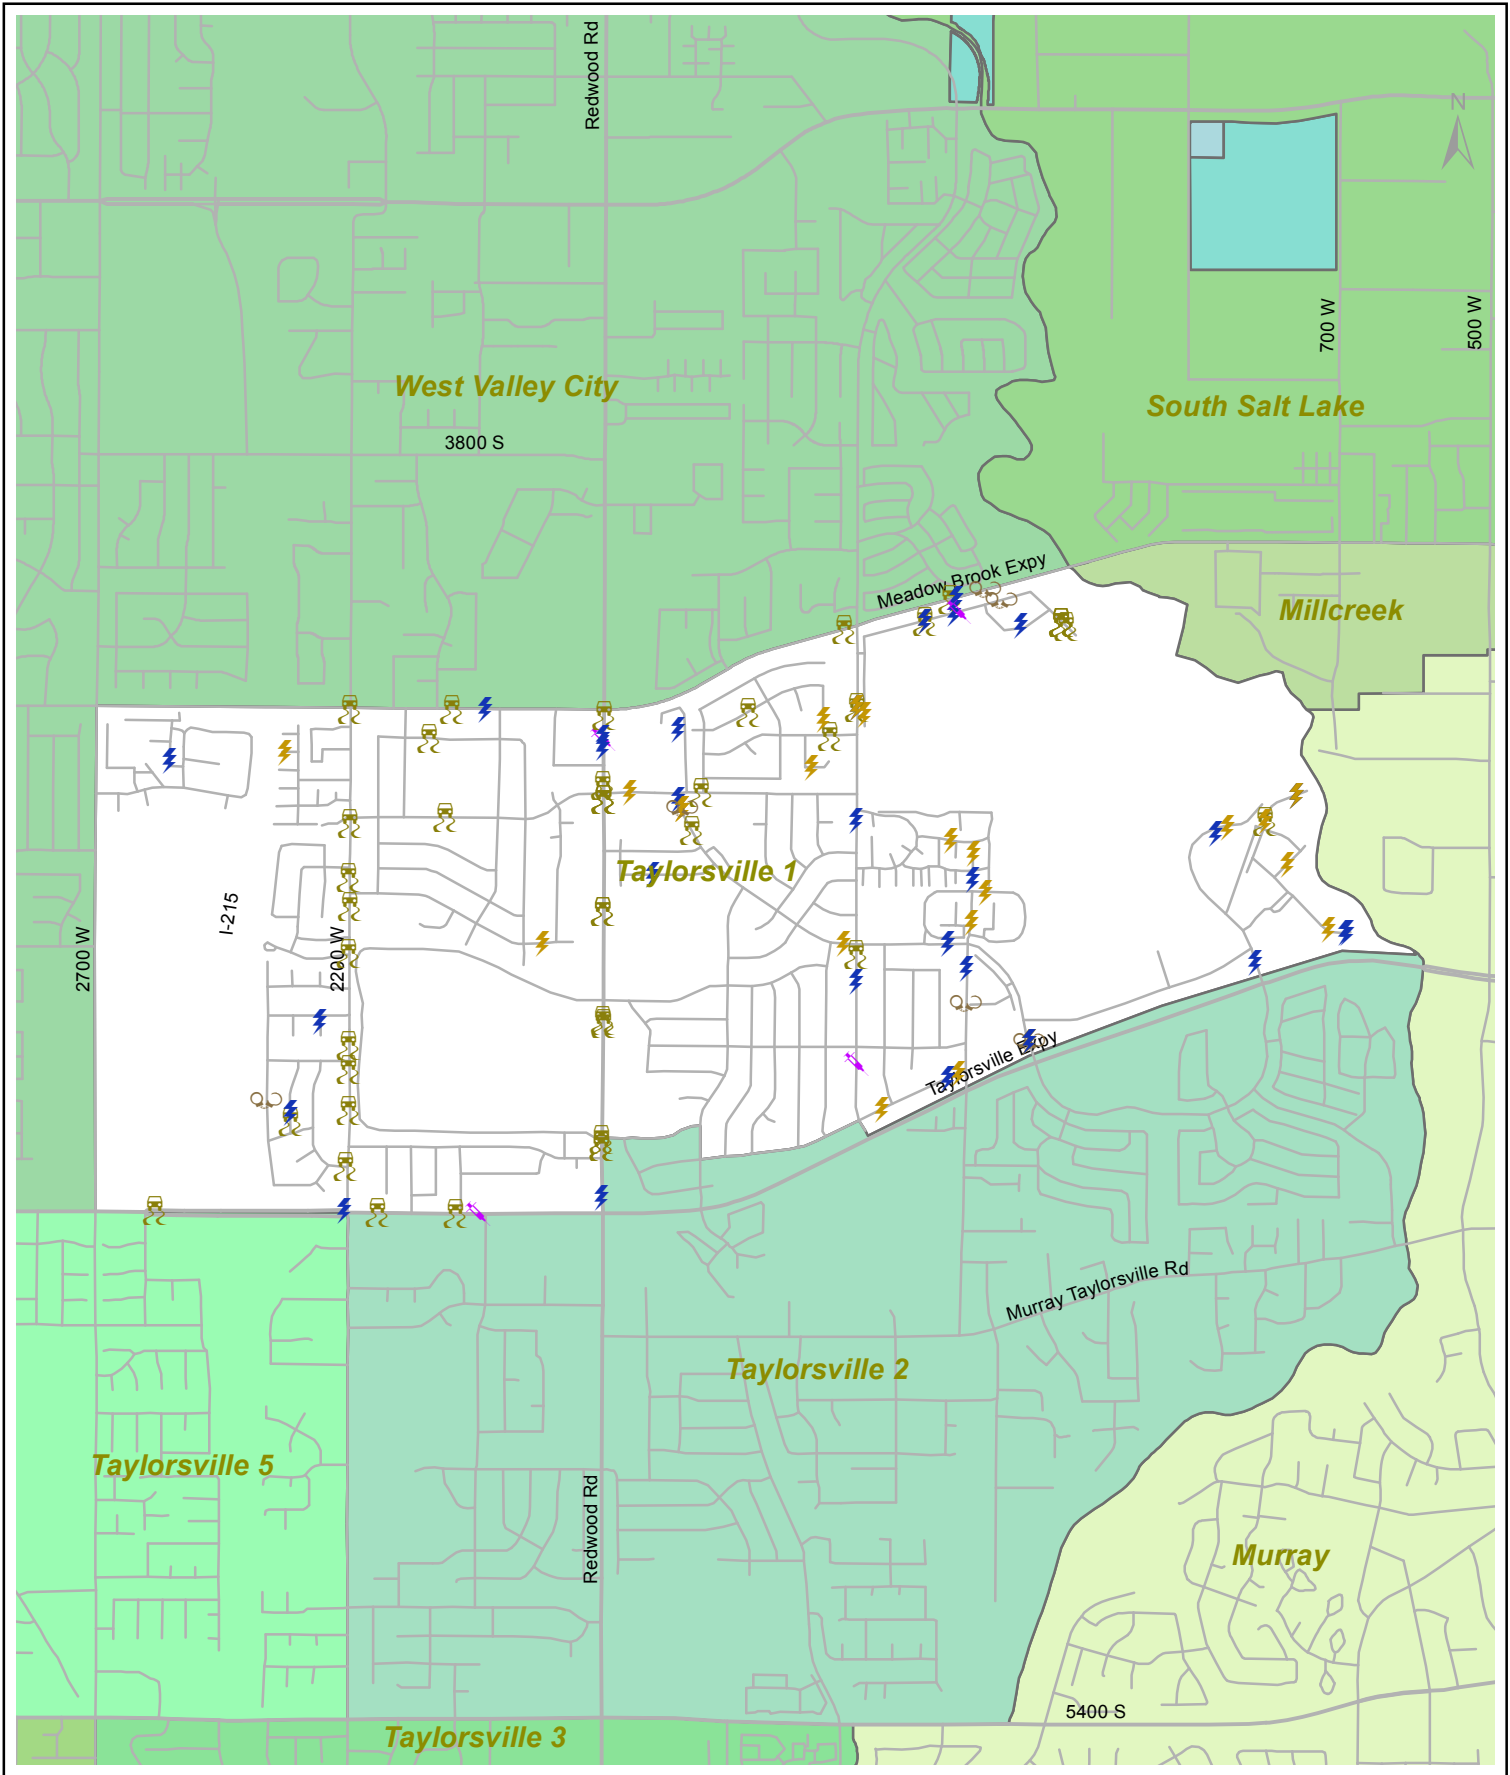 Redwood Rd
N
700 W
500 W
West Valley City
South Salt Lake
3800 S
Meadow Brook Expy
Millcreek
Taylorsville 1
I-215
2700 W
2200 W
Taylorsville Expy
Murray Taylorsville Rd
Taylorsville 2
Taylorsville 5
Redwood Rd
Murray
5400 S
Taylorsville 3